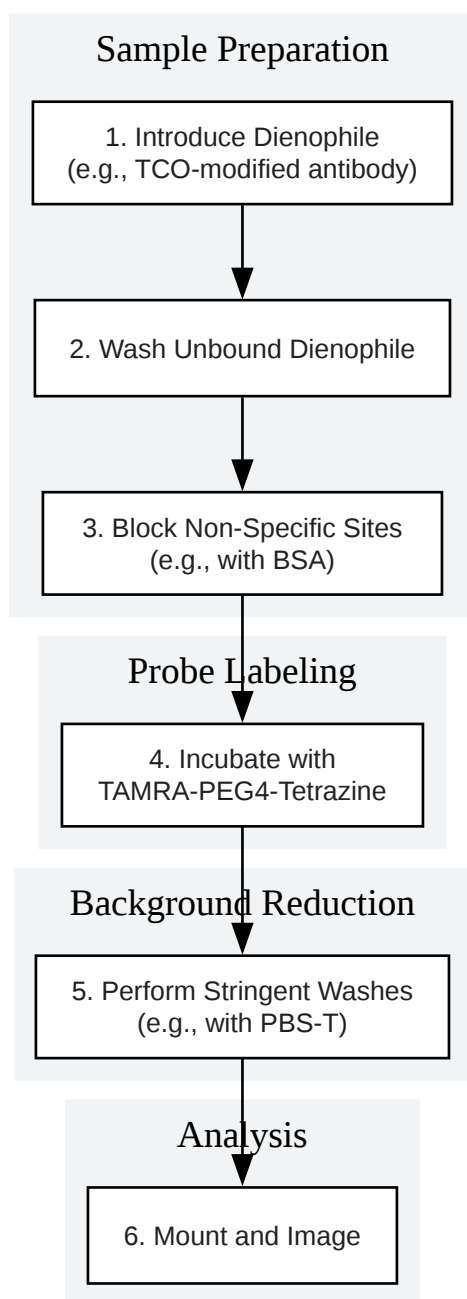 Sample Preparation
1. Introduce Dienophile
(e.g., TCO-modified antibody)
2. Wash Unbound Dienophile
3. Block Non-Specific Sites
(e.g., with BSA)
Probe Labeling
4. Incubate with
TAMRA-PEG4-Tetrazine
Background Reduction
5. Perform Stringent Washes
(e.g., with PBS-T)
Analysis
6. Mount and Image